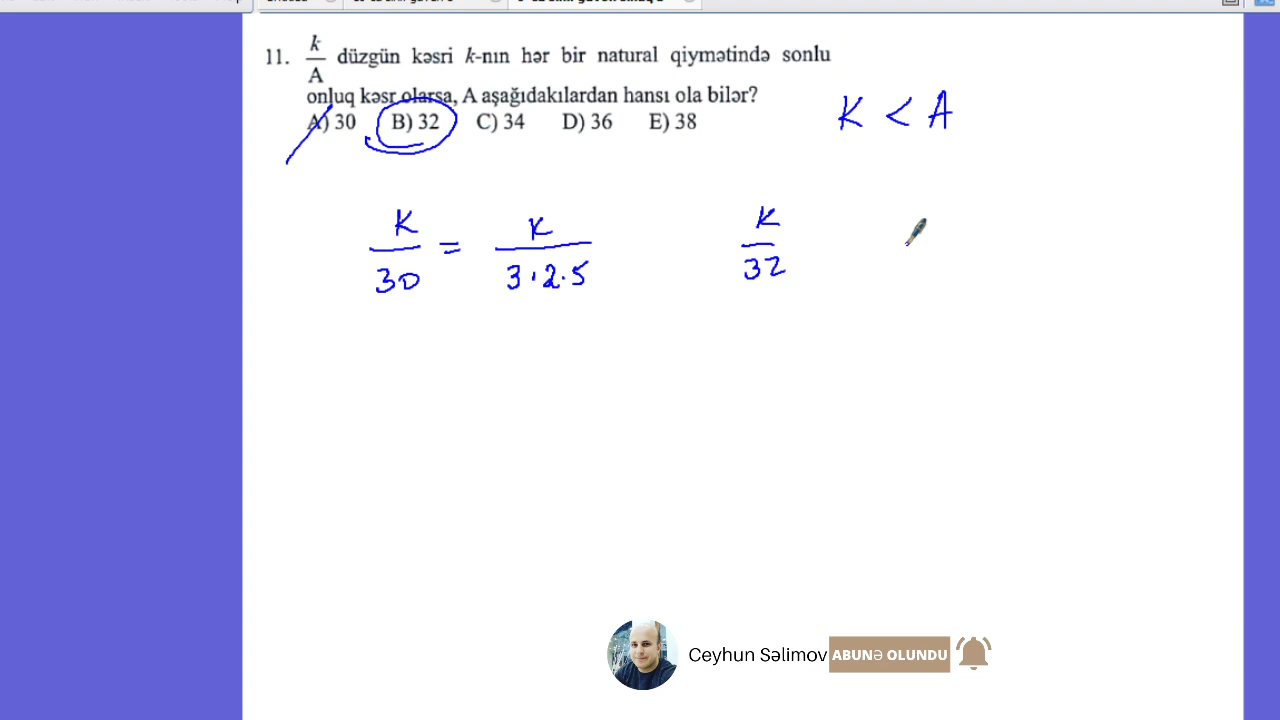 11. k/A düzgün kəsri k-nın hər bir natural qiymətində sonlu
onluq kəsr olarsa, A aşağıdakılardan hansı ola bilər?
A) 30 B) 32 C) 34 D) 36 E) 38
K < A
K/30 = K/3·2·5
K/32
Ceyhun Səlimov ABUNƏ OLUNDU